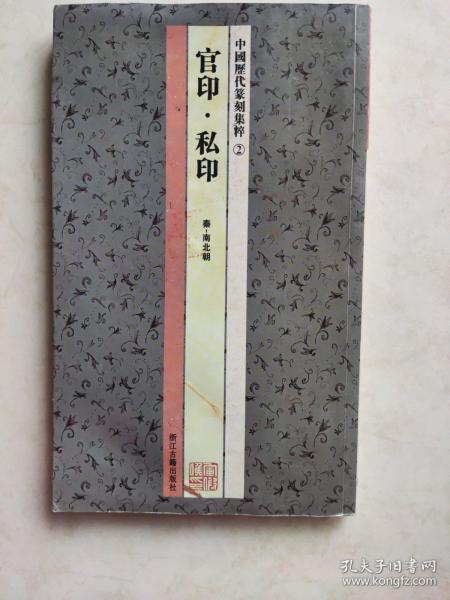 中國歷代篆刻集粹②
官印·私印
秦-南北朝
浙江古籍出版社
孔夫子旧书网
www.kongfz.com